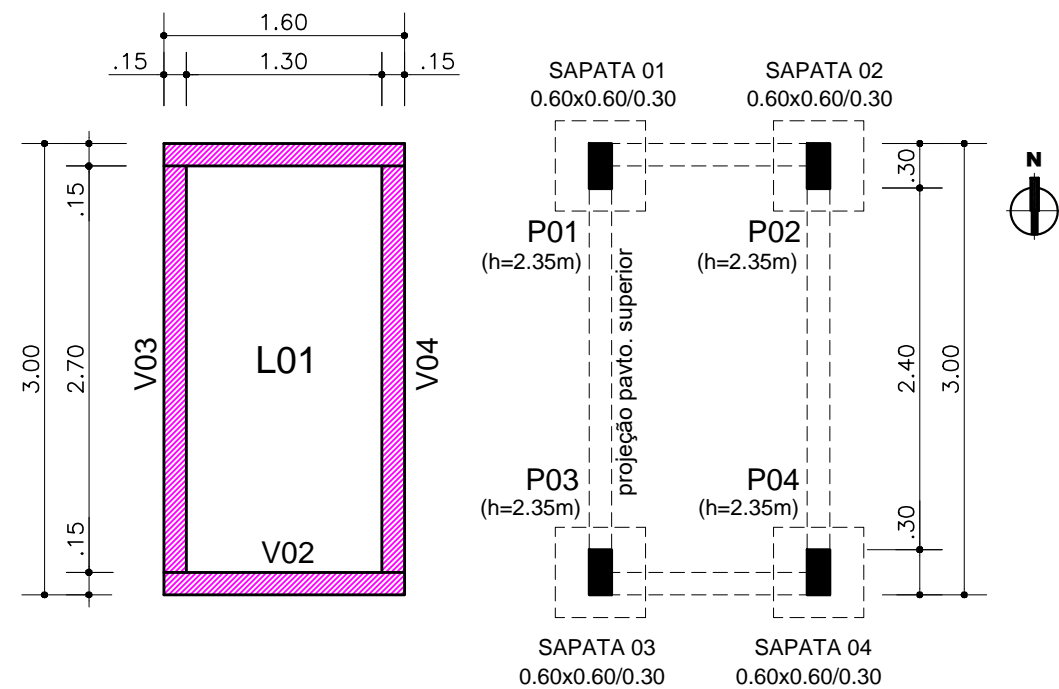 1.60
.15
1.30
.15
.15
3.00
2.70
.15
V03
L01
V04
V02
SAPATA 01
0.60x0.60/0.30
SAPATA 02
0.60x0.60/0.30
P01
(h=2.35m)
P02
(h=2.35m)
projeção pavto. superior
P03
(h=2.35m)
P04
(h=2.35m)
SAPATA 03
0.60x0.60/0.30
SAPATA 04
0.60x0.60/0.30
.30
2.40
3.00
.30
N